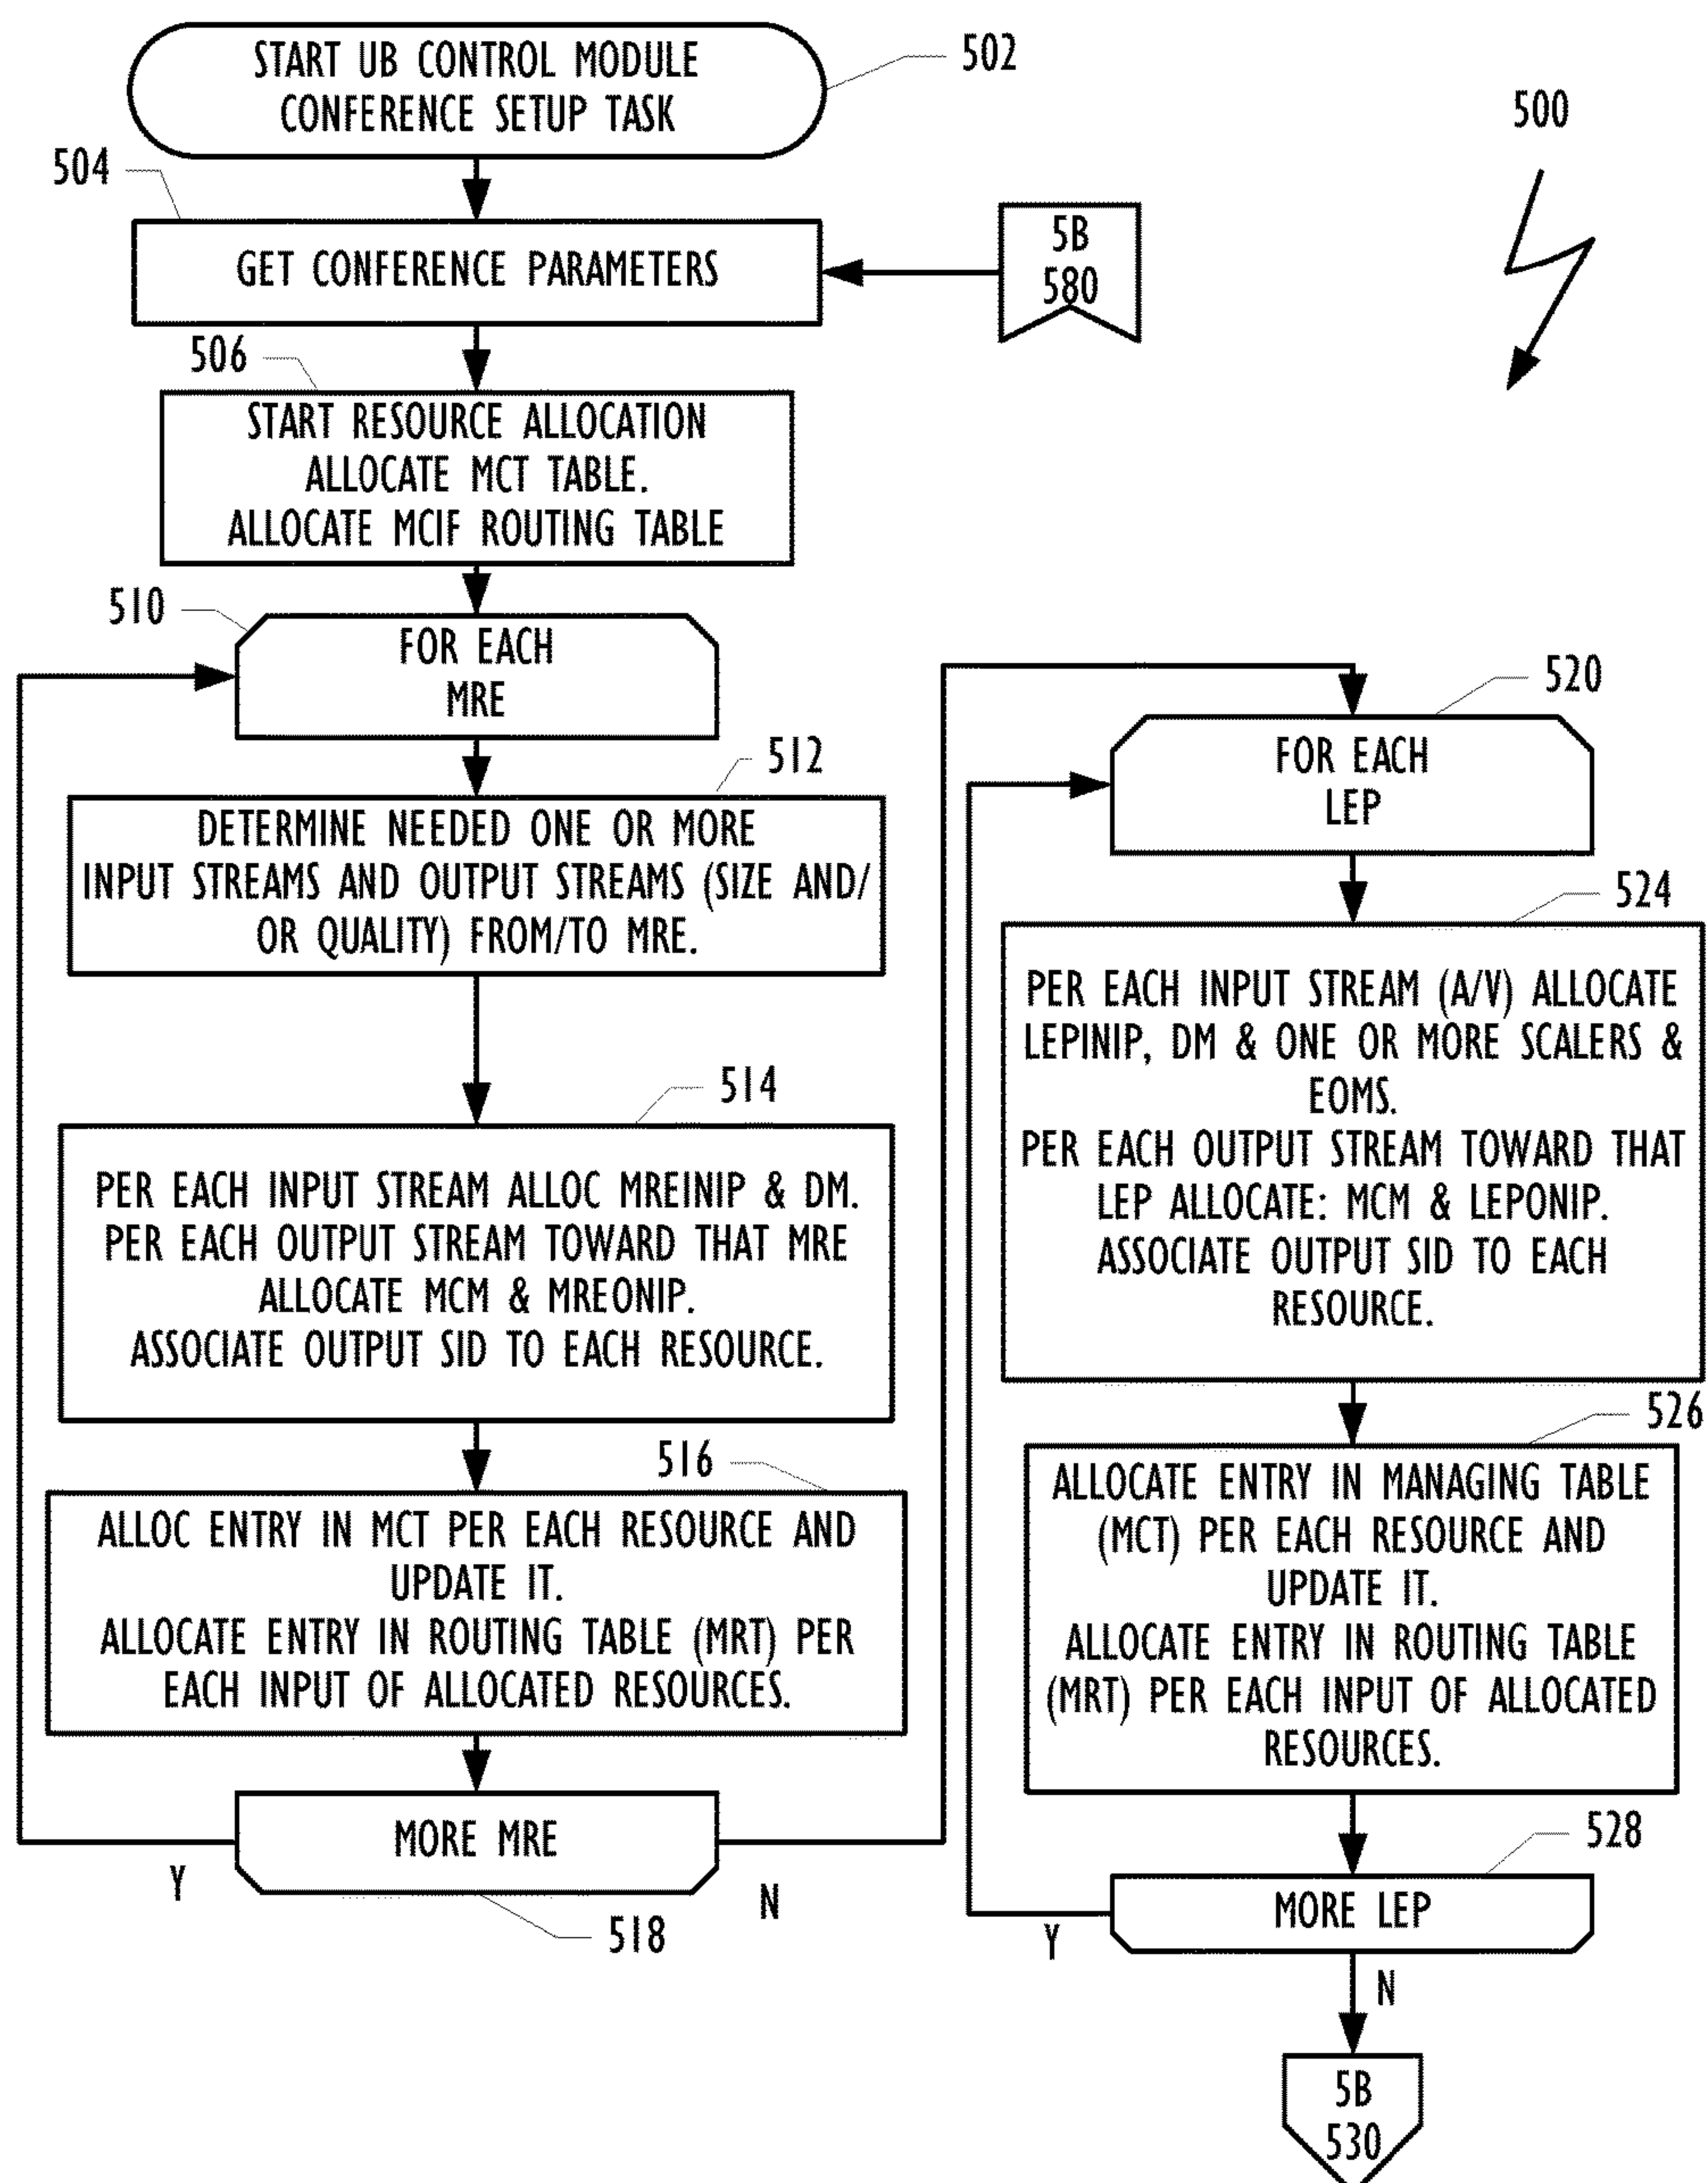 START UB CONTROL MODULE
CONFERENCE SETUP TASK
502
500
504
GET CONFERENCE PARAMETERS
5B
580
506
START RESOURCE ALLOCATION
ALLOCATE MCT TABLE.
ALLOCATE MCIF ROUTING TABLE
510
FOR EACH
MRE
512
DETERMINE NEEDED ONE OR MORE
INPUT STREAMS AND OUTPUT STREAMS (SIZE AND/
OR QUALITY) FROM/TO MRE.
514
PER EACH INPUT STREAM ALLOC MREINIP & DM.
PER EACH OUTPUT STREAM TOWARD THAT MRE
ALLOCATE MCM & MREONIP.
ASSOCIATE OUTPUT SID TO EACH RESOURCE.
516
ALLOC ENTRY IN MCT PER EACH RESOURCE AND
UPDATE IT.
ALLOCATE ENTRY IN ROUTING TABLE (MRT) PER
EACH INPUT OF ALLOCATED RESOURCES.
MORE MRE
Y
N
518
520
FOR EACH
LEP
524
PER EACH INPUT STREAM (A/V) ALLOCATE
LEPINIP, DM & ONE OR MORE SCALERS &
EOMS.
PER EACH OUTPUT STREAM TOWARD THAT
LEP ALLOCATE: MCM & LEPONIP.
ASSOCIATE OUTPUT SID TO EACH
RESOURCE.
526
ALLOCATE ENTRY IN MANAGING TABLE
(MCT) PER EACH RESOURCE AND
UPDATE IT.
ALLOCATE ENTRY IN ROUTING TABLE
(MRT) PER EACH INPUT OF ALLOCATED
RESOURCES.
528
MORE LEP
Y
N
5B
530